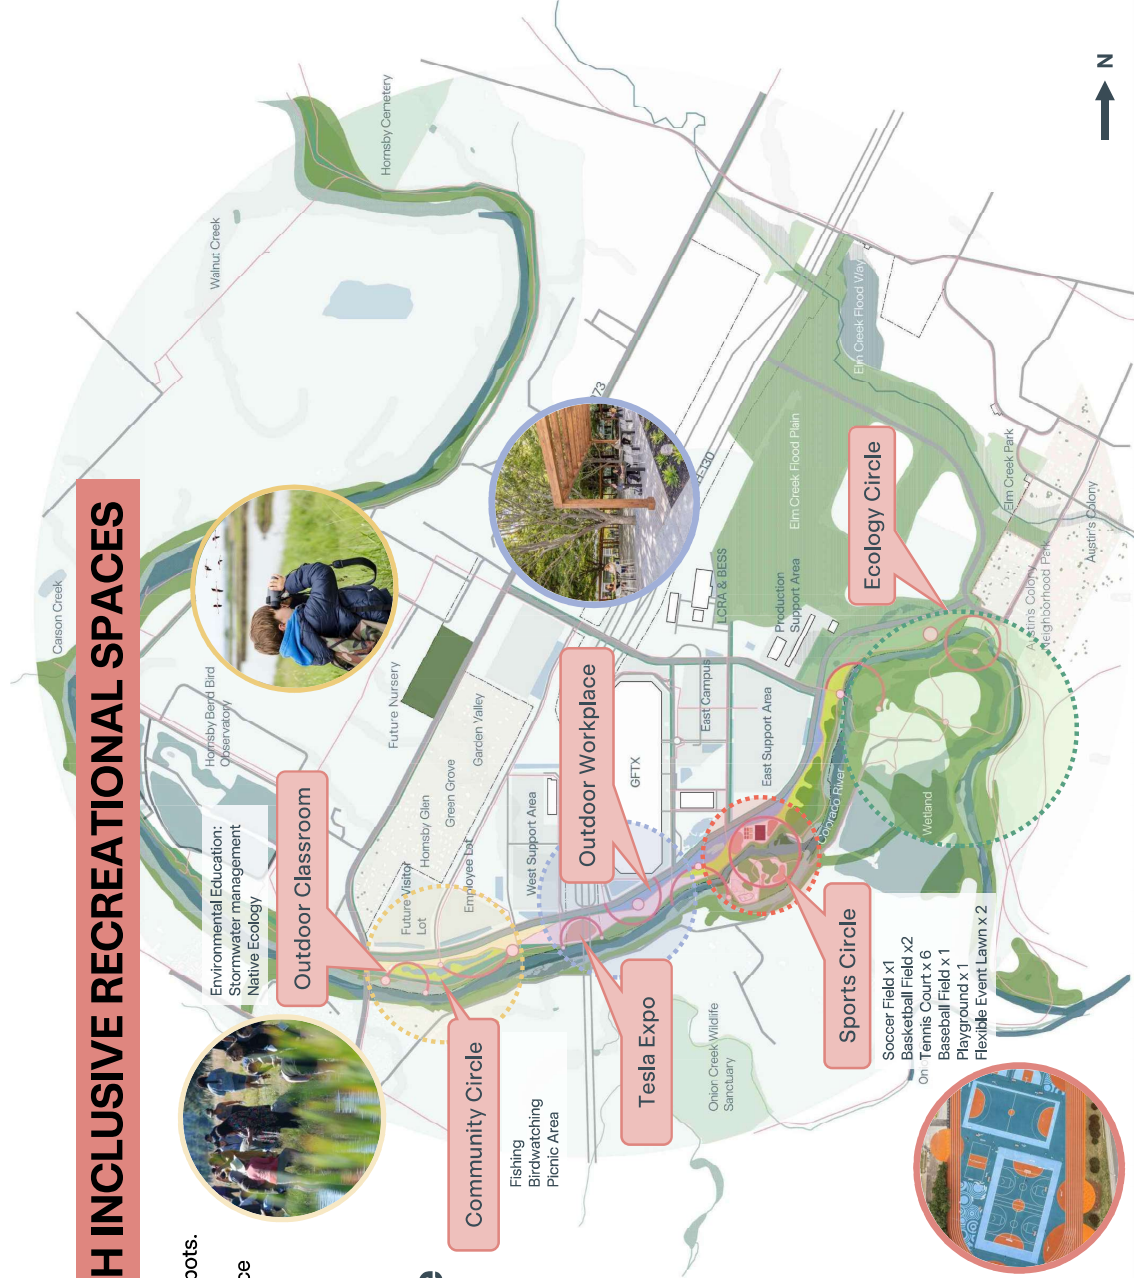 H INCLUSIVE RECREATIONAL SPACES
oots.
ce
e
Carson Creek
Walnut Creek
Hornsby Cemetery
Hornsby Bend Bird
Observatory
Environmental Education:
Stormwater management
Native Ecology
Outdoor Classroom
Future Nursery
Future Visitor
Lot
Hornsby Glen
Green Grove
Garden Valley
Employee Lot
Community Circle
Fishing
Birdwatching
Picnic Area
West Support Area
Outdoor Workplace
GFTX
Tesla Expo
973
-130
LCRA & BESS
East Campus
East Support Area
Production
Support Area
Elm Creek Flood Plain
Elm Creek Flood Way
Onion Creek Wildlife
Sanctuary
Colorado River
Ecology Circle
Wetland
Sports Circle
Soccer Field x1
Basketball Field x2
Tennis Court x 6
Baseball Field x1
Playground x 1
Flexible Event Lawn x 2
On
Elm Creek Park
Austin's Colony
Neighborhood Park
Austin's Colony
N